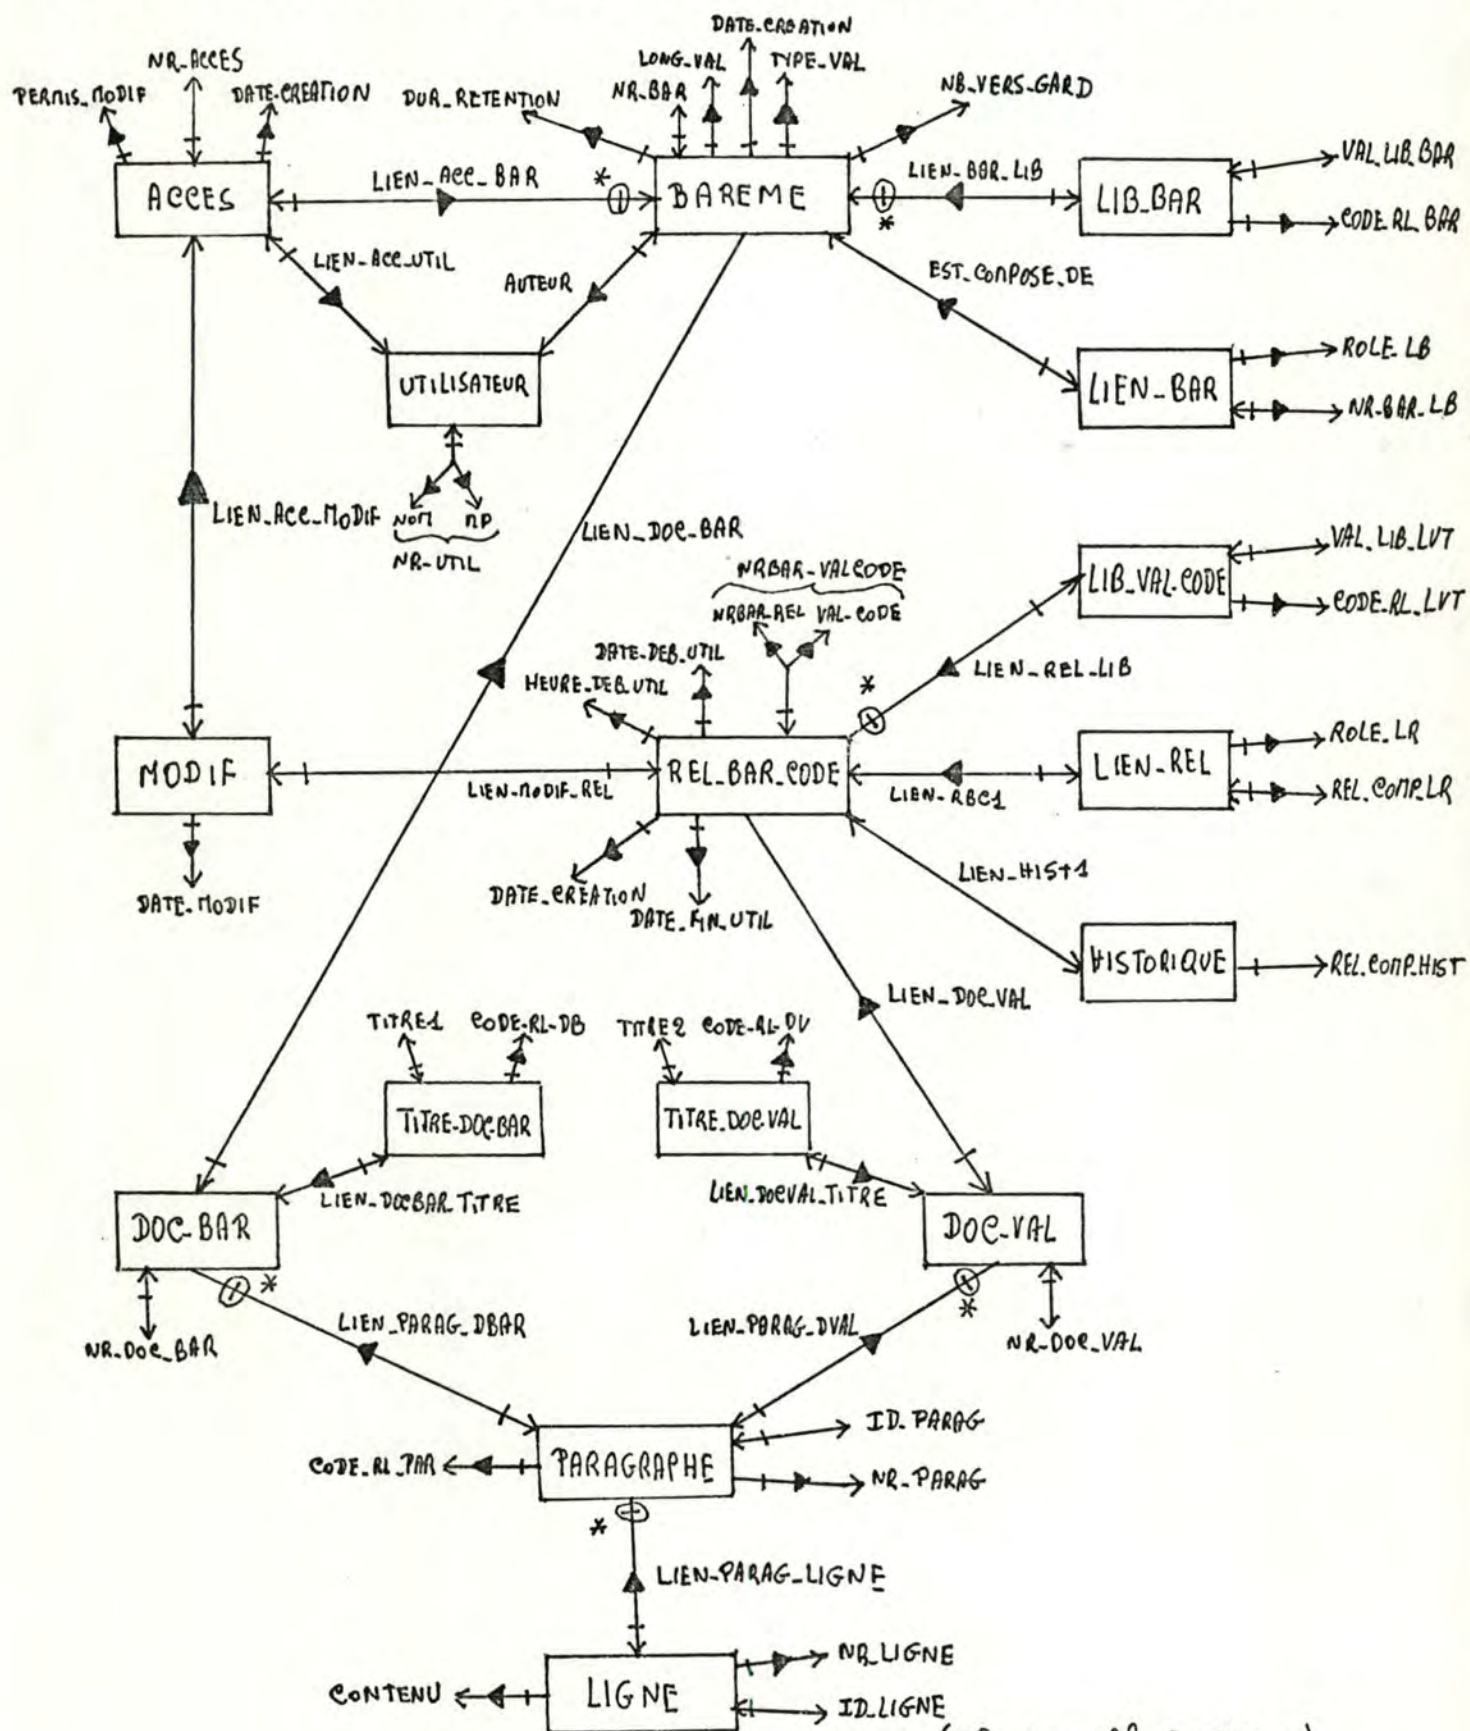 DATE_CREATION
NR_ACCES
LONG_VAL
TYPE_VAL
PERMIS_MODIF
DATE_CREATION
DUR_RETENTION
NR_BAR
NB_VERS_GARD
LIEN_ACC_BAR
*
LIEN_BAR_LIB
VAL_LIB_BAR
ACCES
BAREME
LIB_BAR
*
CODE_RL_BAR
LIEN_ACC_UTIL
AUTEUR
EST_COMPOSE_DE
UTILISATEUR
ROLE_LB
LIEN_BAR
NR_BAR_LB
LIEN_ACC_MODIF
NOM
MP
NR_UTIL
LIEN_DOC_BAR
VAL_LIB_LVT
NRBAR_VALCODE
LIB_VAL_CODE
NRBAR_REL
VAL_CODE
CODE_RL_LVT
DATE_DEB_UTIL
LIEN_REL_LIB
HEURE_DEB_UTIL
*
MODIF
REL_BAR_CODE
LIEN_REL
ROLE_LR
LIEN_MODIF_REL
LIEN_RBC1
REL_COMP_LR
DATE_CREATION
LIEN_HIST1
DATE_MODIF
DATE_FIN_UTIL
HISTORIQUE
REL_COMP_HIST
LIEN_DOC_VAL
TITRE1
CODE_RL_DB
TITRE2
CODE_RL_DV
TITRE_DOC_BAR
TITRE_DOC_VAL
LIEN_DOCBAR_TITRE
LIEN_DOCVAL_TITRE
DOC_BAR
DOC_VAL
*
*
LIEN_PARAG_DBAR
LIEN_PARAG_DVAL
NR_DOC_BAR
NR_DOC_VAL
ID_PARAG
CODE_RL_PAR
PARAGRAPHE
NR_PARAG
*
LIEN_PARAG_LIGNE
NR_LIGNE
CONTENU
LIGNE
ID_LIGNE